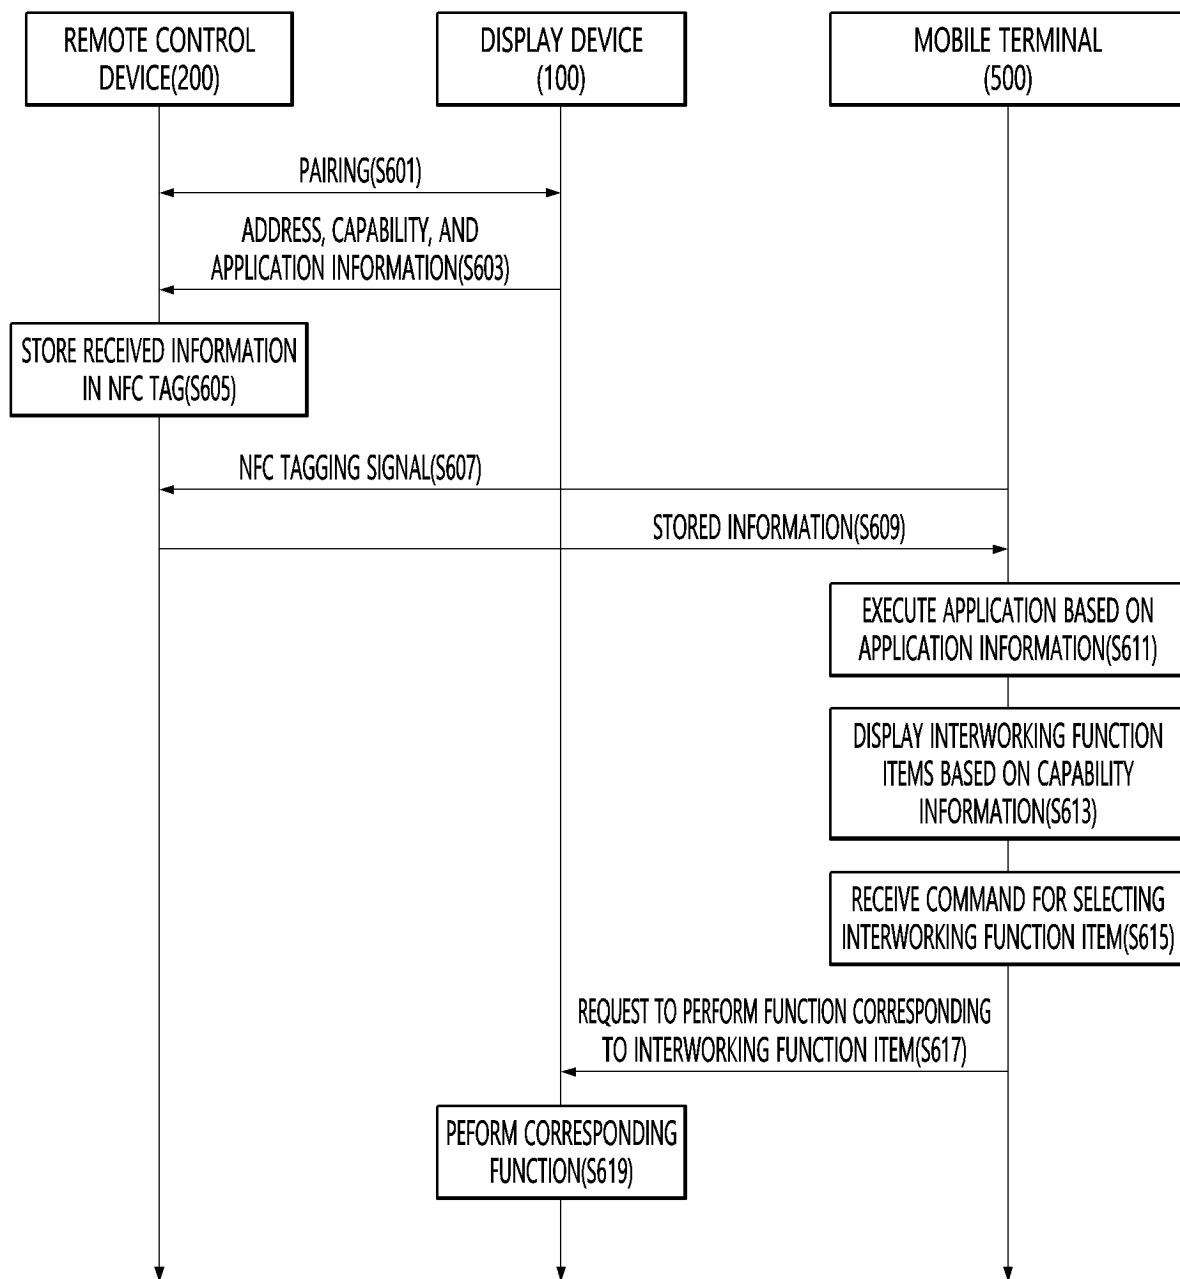 REMOTE CONTROL
DEVICE(200)
DISPLAY DEVICE
(100)
MOBILE TERMINAL
(500)
PAIRING(S601)
ADDRESS, CAPABILITY, AND
APPLICATION INFORMATION(S603)
STORE RECEIVED INFORMATION
IN NFC TAG(S605)
NFC TAGGING SIGNAL(S607)
STORED INFORMATION(S609)
EXECUTE APPLICATION BASED ON
APPLICATION INFORMATION(S611)
DISPLAY INTERWORKING FUNCTION
ITEMS BASED ON CAPABILITY
INFORMATION(S613)
RECEIVE COMMAND FOR SELECTING
INTERWORKING FUNCTION ITEM(S615)
REQUEST TO PERFORM FUNCTION CORRESPONDING
TO INTERWORKING FUNCTION ITEM(S617)
PEFORM CORRESPONDING
FUNCTION(S619)